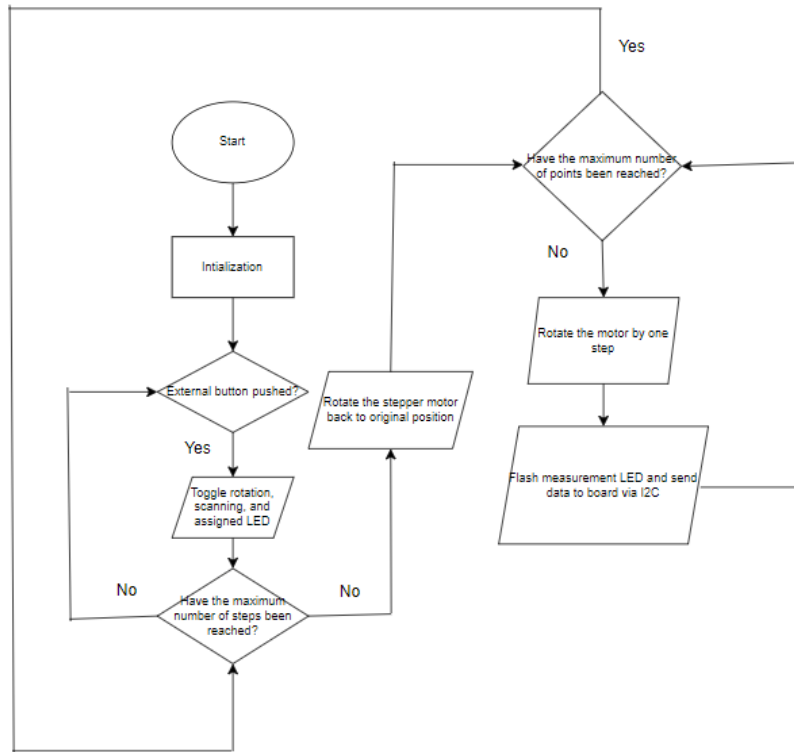 Yes
Start
Have the maximum number
of points been reached?
No
Intialization
Rotate the motor by one
step
External button pushed?
Rotate the stepper motor
back to original position
Yes
Flash measurement LED and send
data to board via I2C
Toggle rotation,
scanning, and
assigned LED
No
No
Have the maximum
number of steps been
reached?